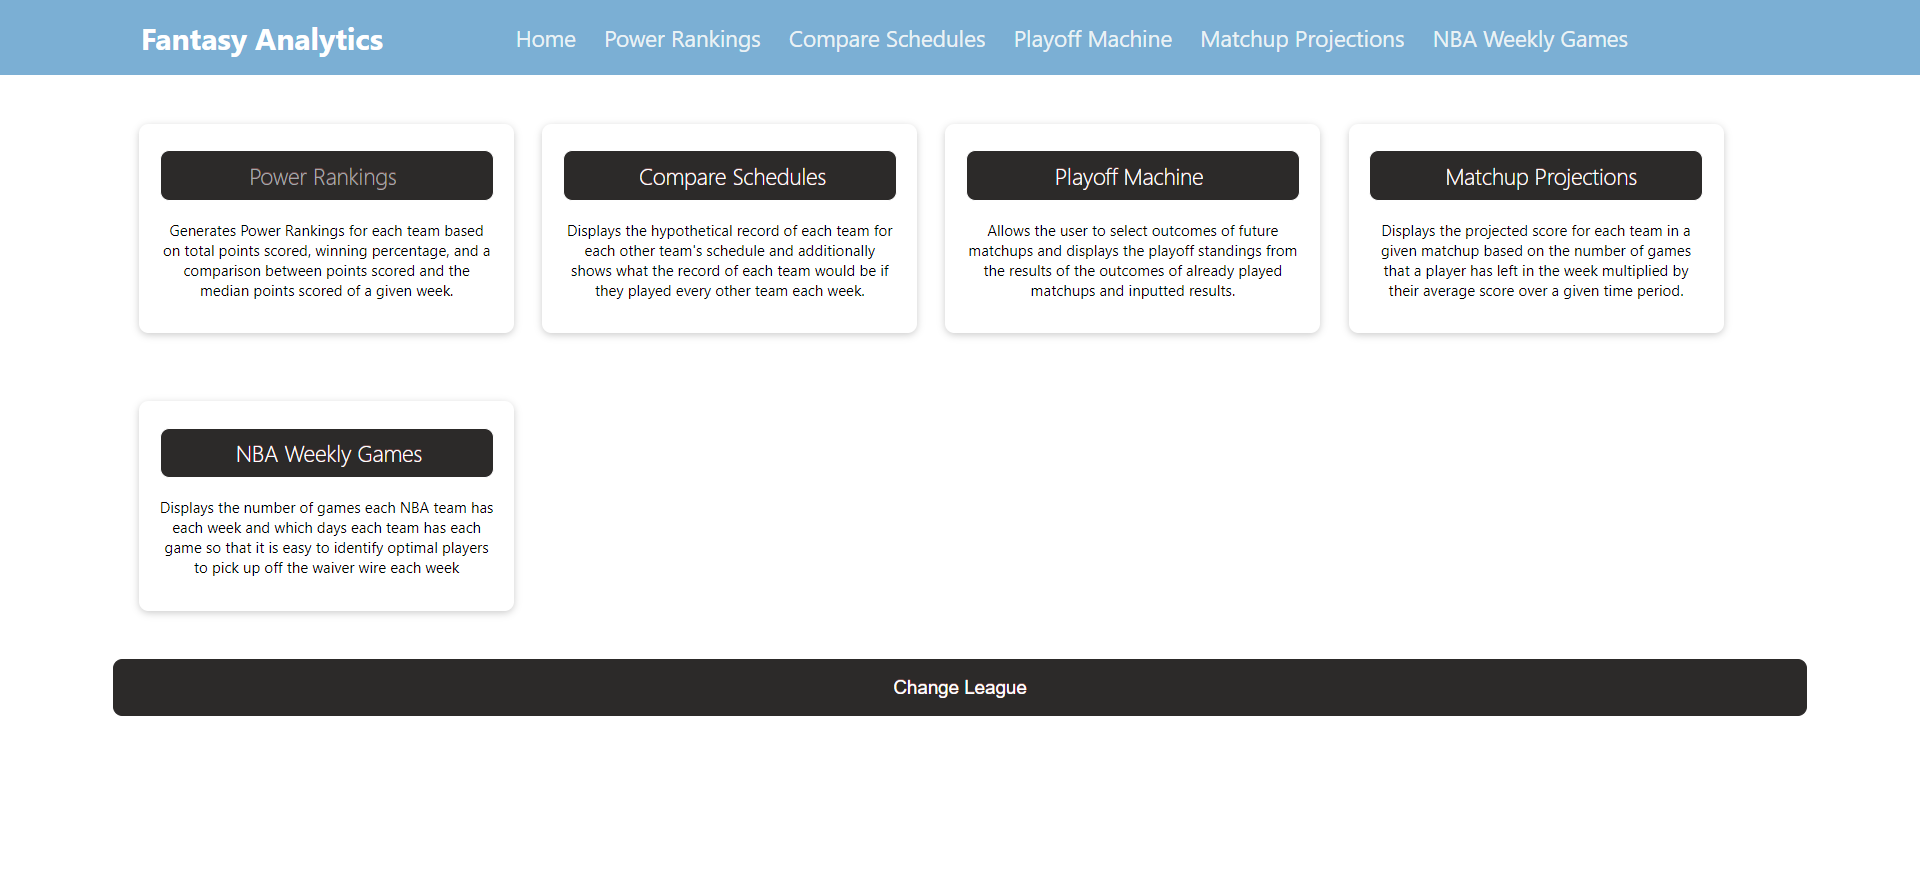 Fantasy Analytics
Home Power Rankings Compare Schedules Playoff Machine Matchup Projections NBA Weekly Games
Power Rankings
Generates Power Rankings for each team based
on total points scored, winning percentage, and a
comparison between points scored and the
median points scored of a given week.
Compare Schedules
Displays the hypothetical record of each team for
each other team's schedule and additionally
shows what the record of each team would be if
they played every other team each week.
Playoff Machine
Allows the user to select outcomes of future
matchups and displays the playoff standings from
the results of the outcomes of already played
matchups and inputted results.
Matchup Projections
Displays the projected score for each team in a
given matchup based on the number of games
that a player has left in the week multiplied by
their average score over a given time period.
NBA Weekly Games
Displays the number of games each NBA team has
each week and which days each team has each
game so that it is easy to identify optimal players
to pick up off the waiver wire each week
Change League